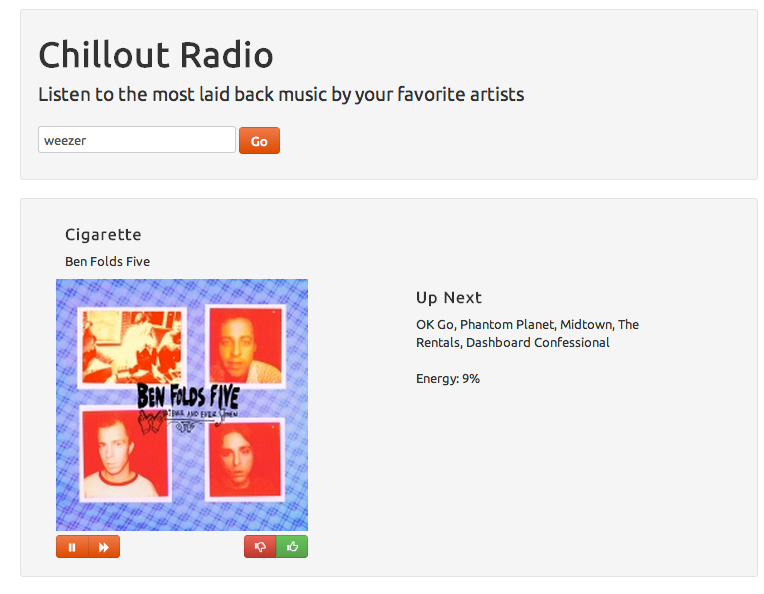 Chillout Radio
Listen to the most laid back music by your favorite artists
weezer
Go
Cigarette
Ben Folds Five
BEN FOLDS FIVE
EVER AND EVER AMEN
Up Next
OK Go, Phantom Planet, Midtown, The
Rentals, Dashboard Confessional
Energy: 9%